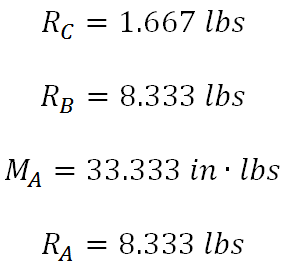 R_C = 1.667 lbs
R_B = 8.333 lbs
M_A = 33.333 in · lbs
R_A = 8.333 lbs